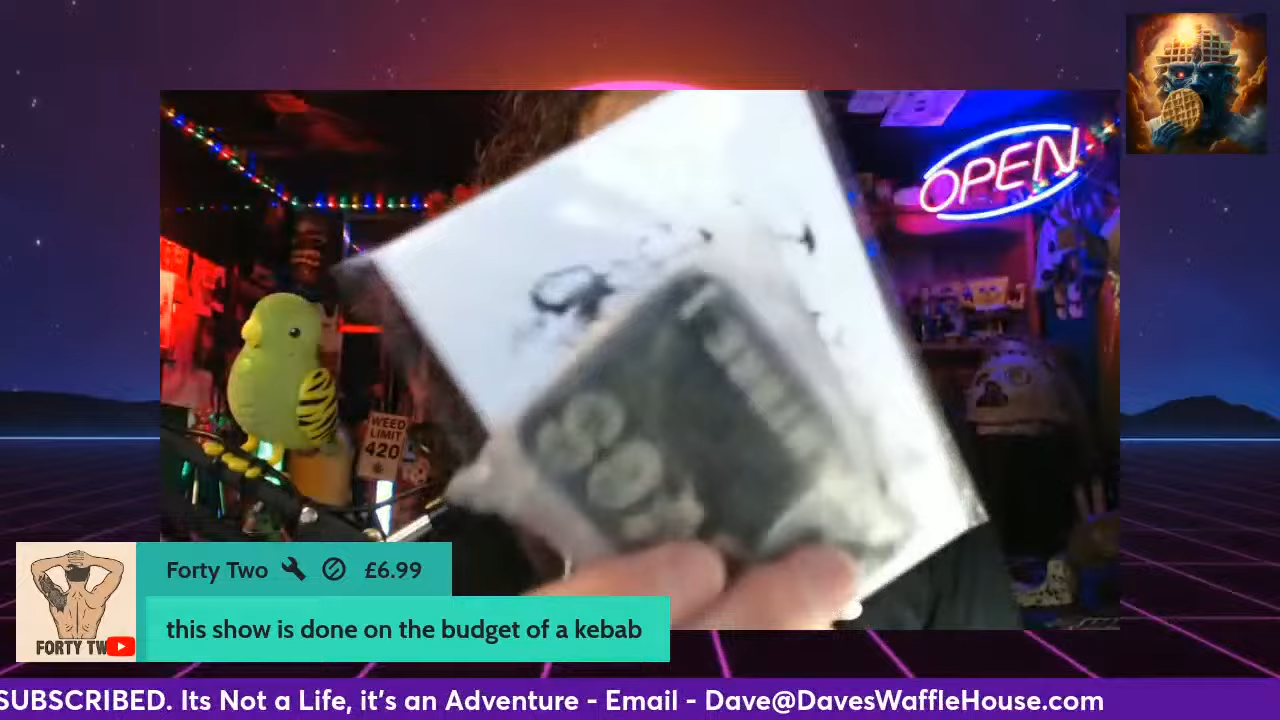 OPEN
WEED
LIMIT
420
Forty Two £6.99
this show is done on the budget of a kebab
FORTY TW
SUBSCRIBED. Its Not a Life, it's an Adventure - Email - Dave@DavesWaffleHouse.com